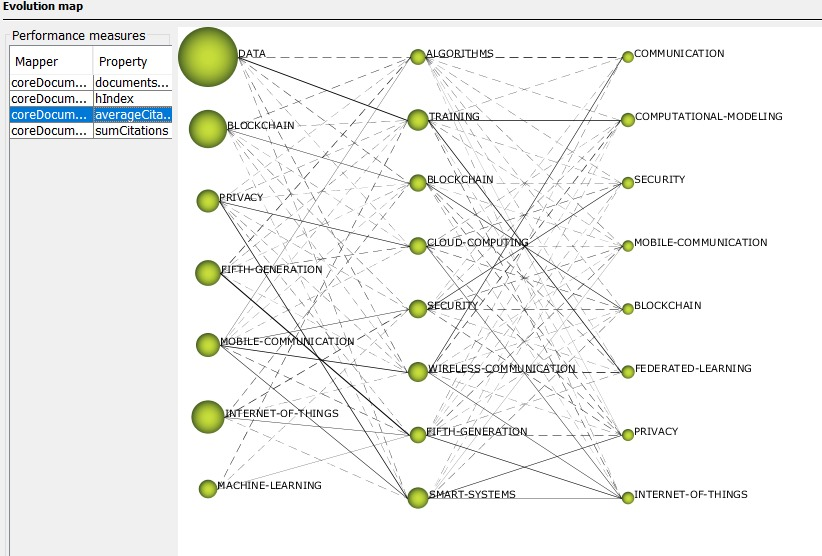 Evolution map
Performance measures
Mapper Property
coreDocum... documents...
coreDocum... hIndex
coreDocum... averageCita...
coreDocum... sumCitations
DATA ALGORITHMS COMMUNICATION
BLOCKCHAIN TRAINING COMPUTATIONAL-MODELING
PRIVACY BLOCKCHAIN SECURITY
FIFTH-GENERATION CLOUD-COMPUTING MOBILE-COMMUNICATION
MOBILE-COMMUNICATION SECURITY BLOCKCHAIN
INTERNET-OF-THINGS WIRELESS-COMMUNICATION FEDERATED-LEARNING
MACHINE-LEARNING FIFTH-GENERATION PRIVACY
SMART-SYSTEMS INTERNET-OF-THINGS